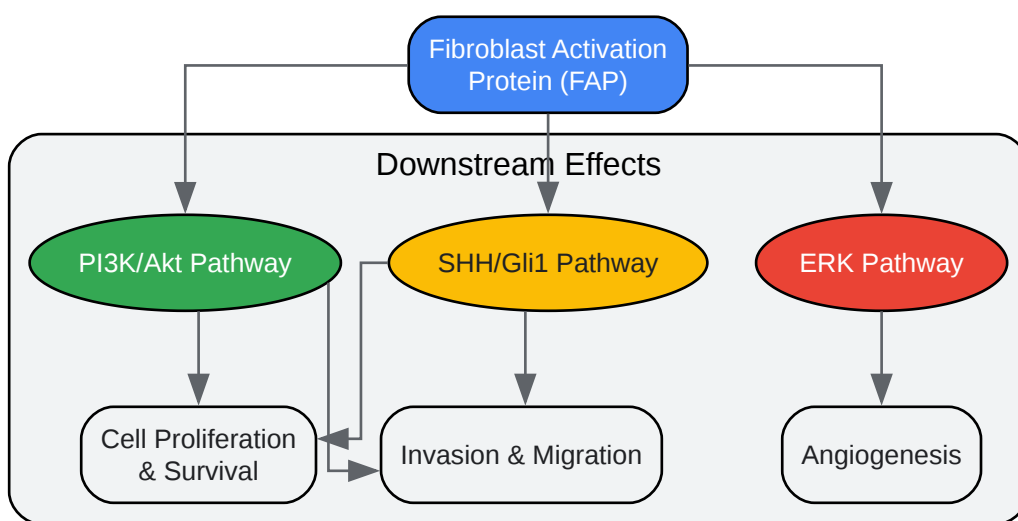 Fibroblast Activation
Protein (FAP)
Downstream Effects
PI3K/Akt Pathway
SHH/Gli1 Pathway
ERK Pathway
Cell Proliferation
& Survival
Invasion & Migration
Angiogenesis